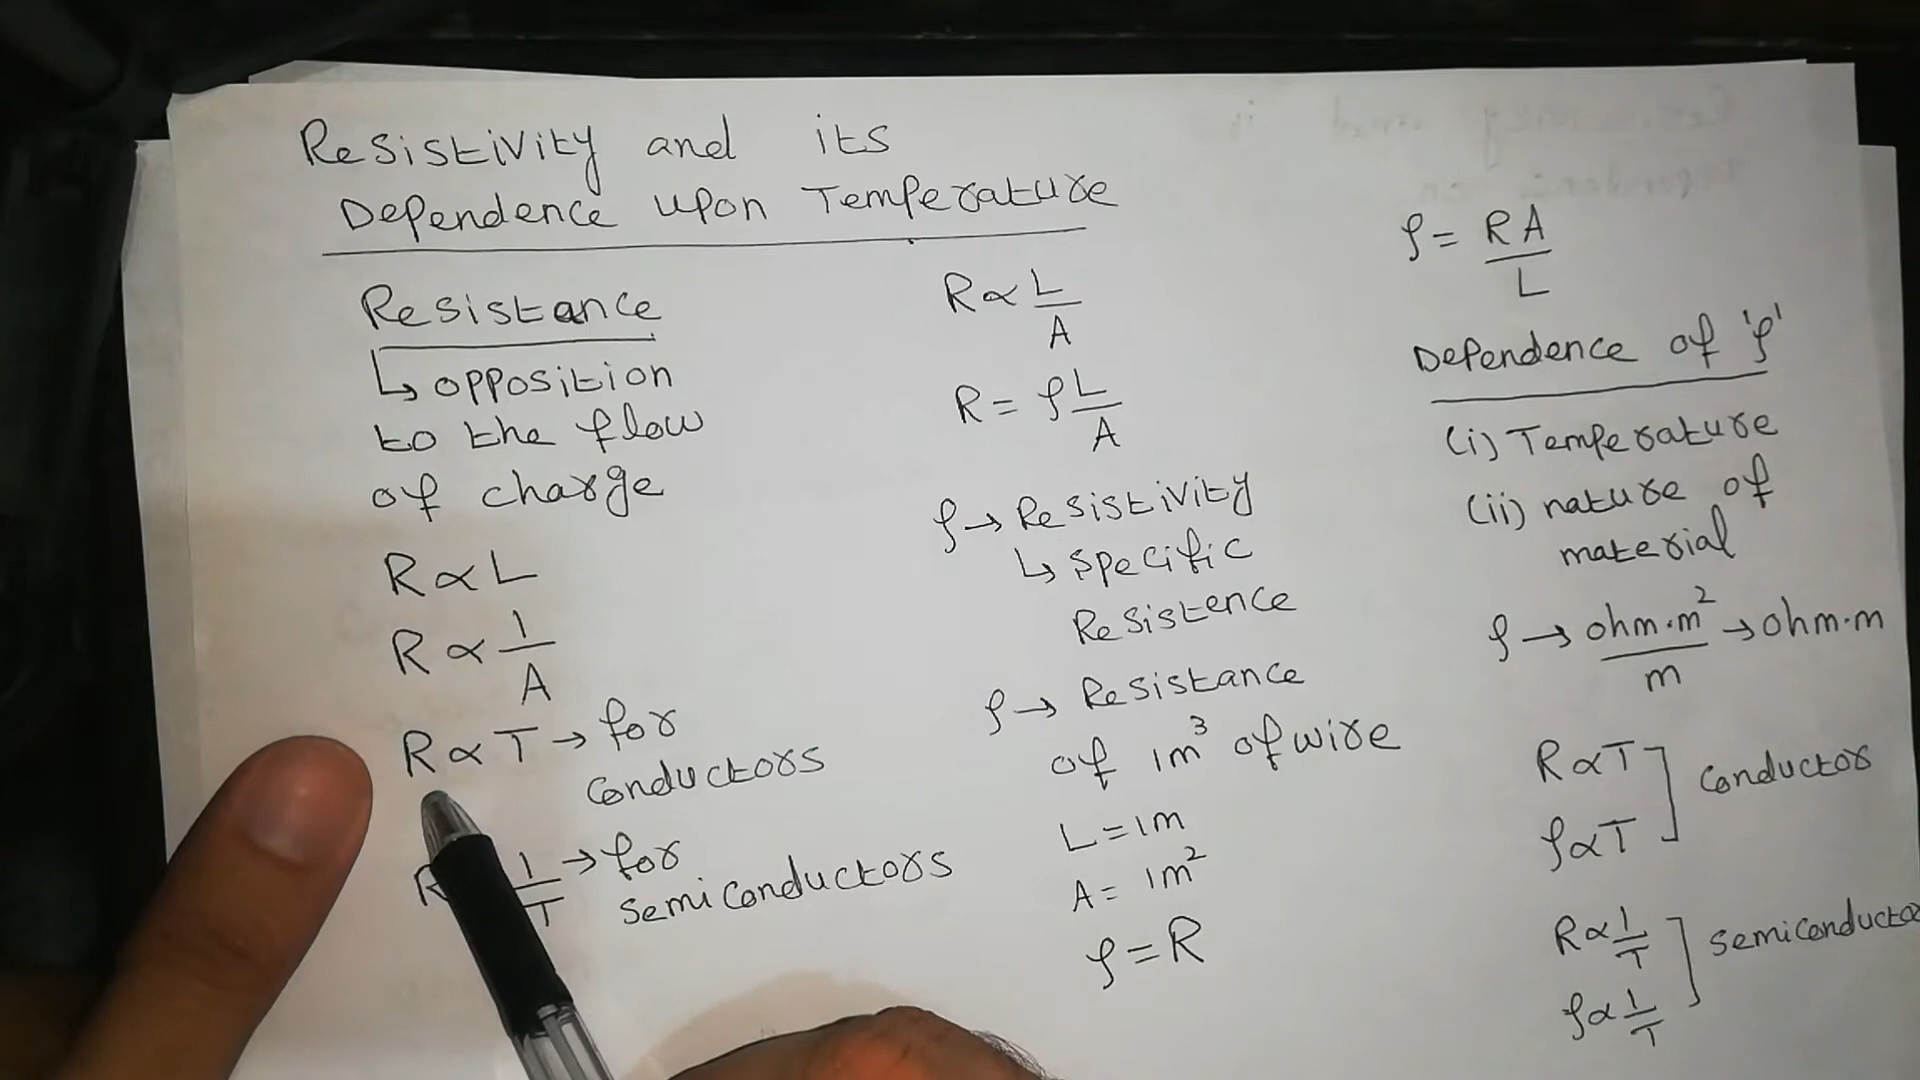 Resistivity and its
Dependence upon Temperature
Resistance
↳ opposition
to the flow
of charge
R ∝ L
R ∝ 1/A
R ∝ T → for
conductors
R 1/T → for
semiconductors
R ∝ L/A
R = ρ L/A
ρ → Resistivity
↳ specific
Resistence
ρ → Resistance
of 1m³ of wire
L = 1m
A = 1m²
ρ = R
ρ = RA/L
Dependence of 'ρ'
(i) Temperature
(ii) nature of
material
ρ → ohm·m²/m → ohm·m
R ∝ T
ρ ∝ T ] conductor
R ∝ 1/T
ρ ∝ 1/T ] semiconductor